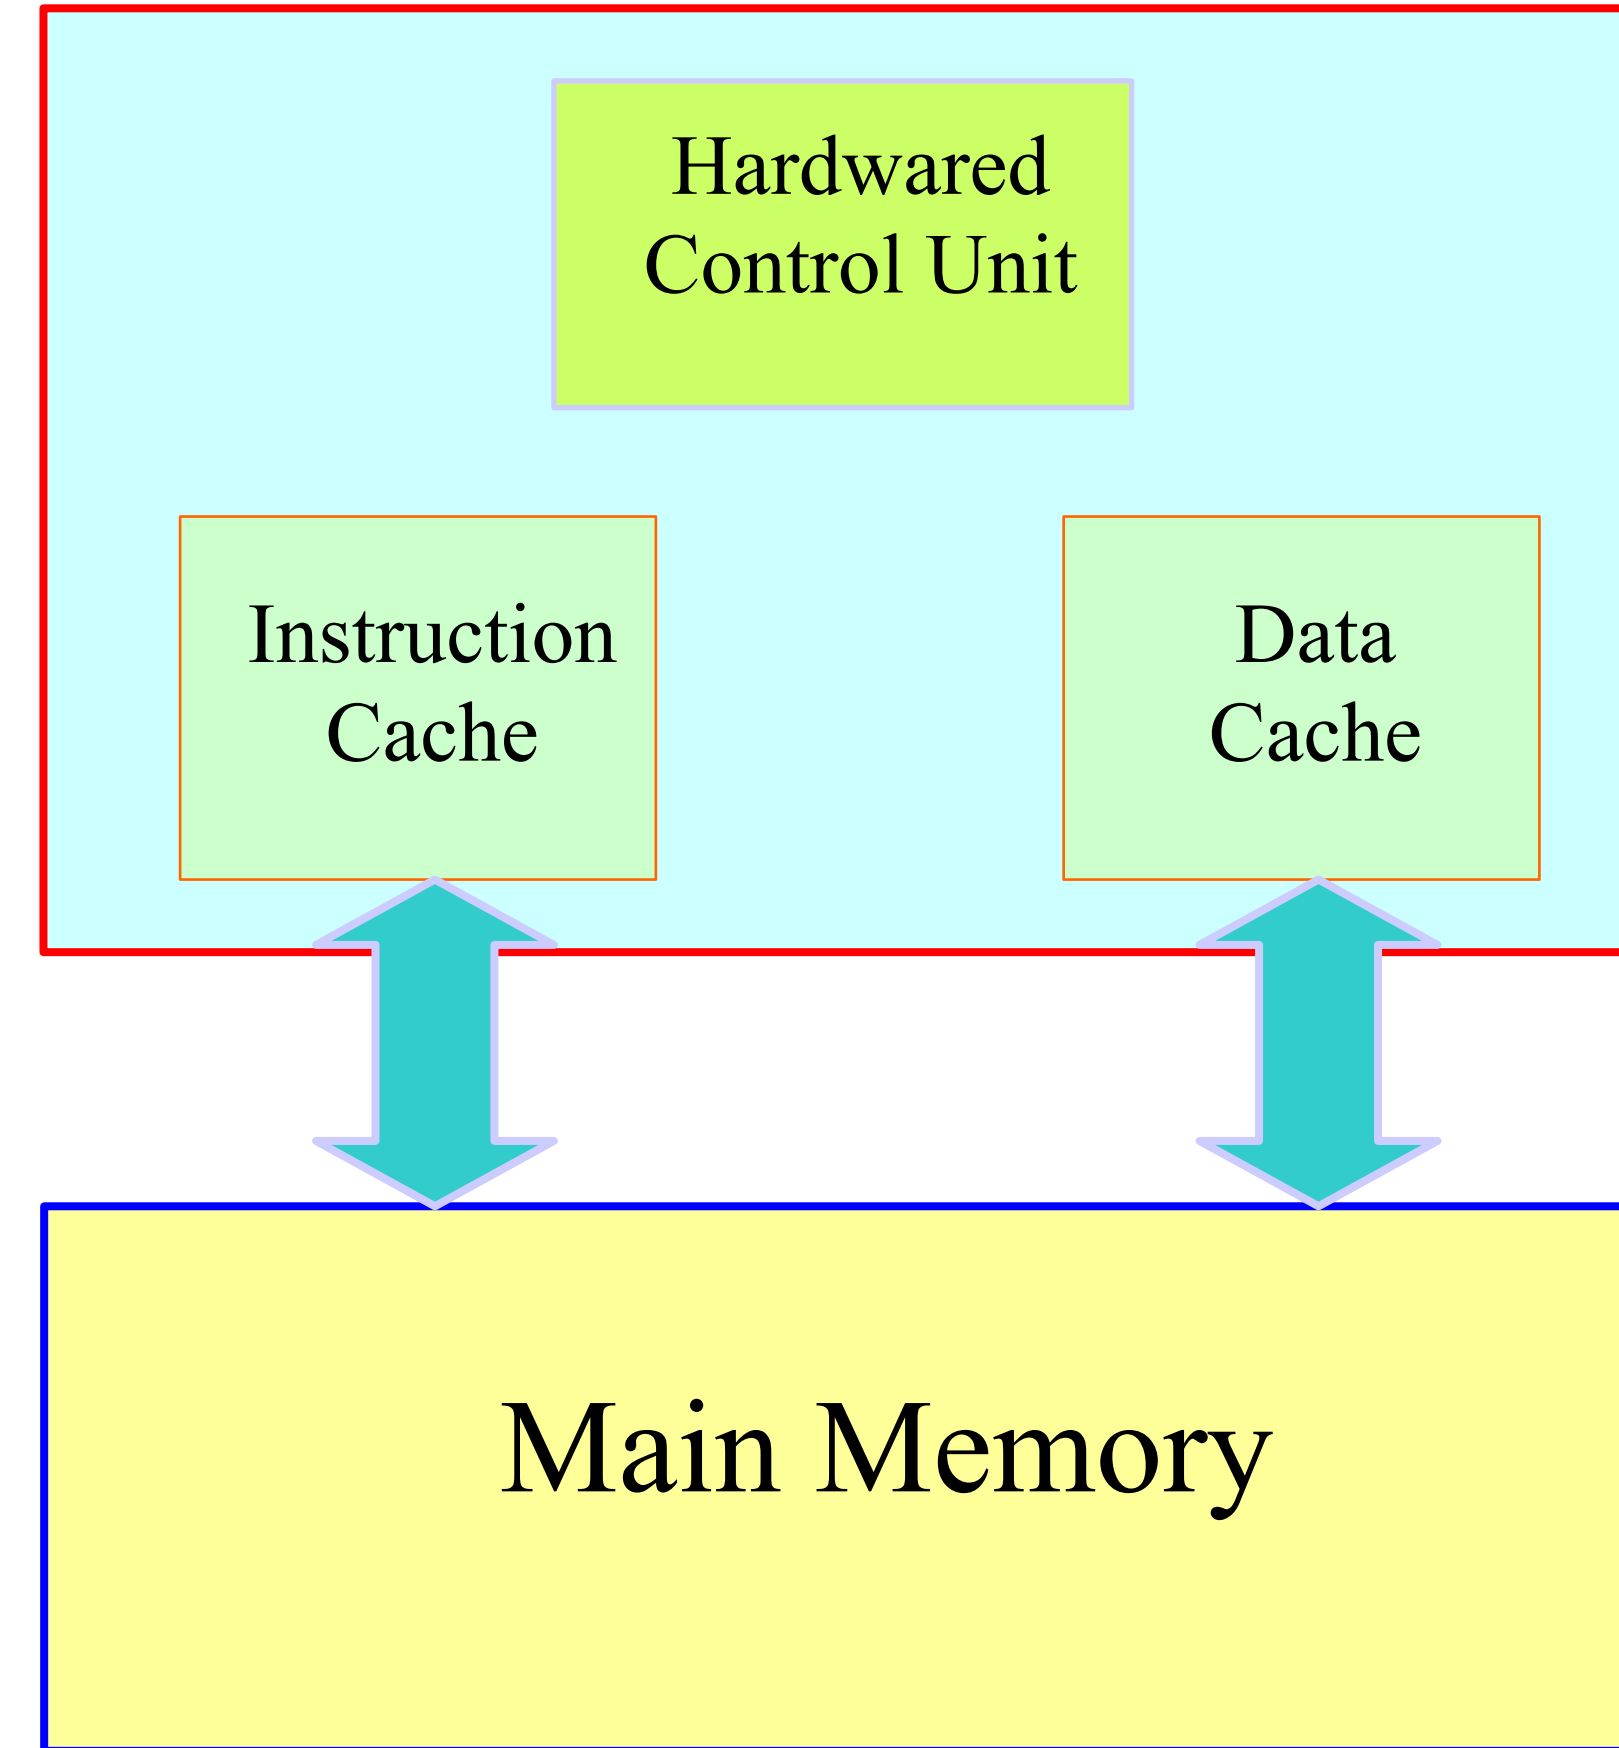 Hardwared
Control Unit
Instruction
Cache
Data
Cache
Main Memory